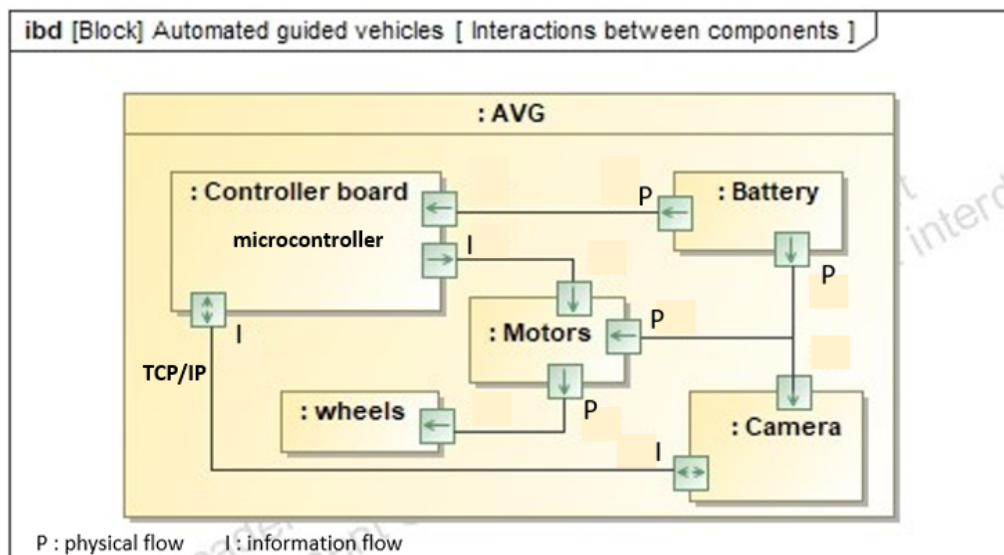 ibd [Block] Automated guided vehicles [ Interactions between components ]
: AVG
: Controller board
microcontroller
: Battery
P
P
I
: Motors
P
I
TCP/IP
: wheels
P
: Camera
I
P : physical flow I : information flow